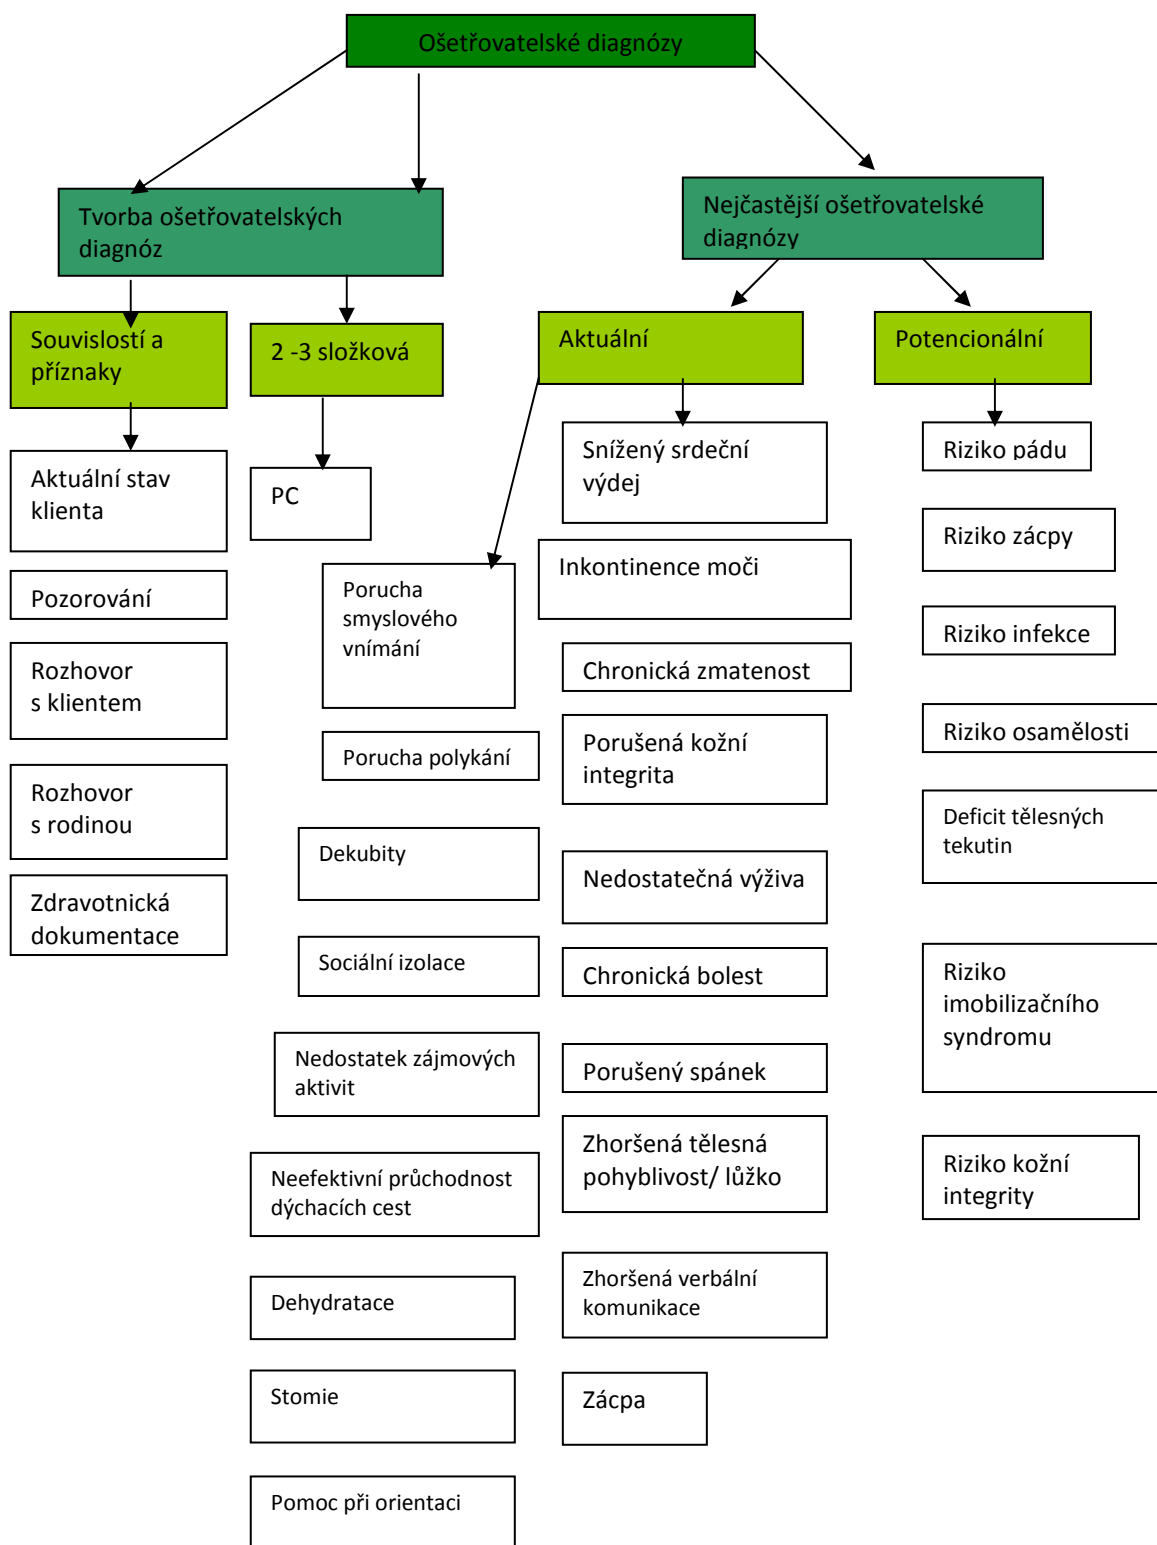 Ošetřovatelské diagnózy
Tvorba ošetřovatelských
diagnóz
Nejčastější ošetřovatelské
diagnózy
Souvislostí a
příznaky
2 -3 složková
Aktuální
Potencionální
Aktuální stav
klienta
Pozorování
Rozhovor
s klientem
Rozhovor
s rodinou
Zdravotnická
dokumentace
PC
Porucha
smyslového
vnímání
Porucha polykání
Dekubity
Sociální izolace
Nedostatek zájmových
aktivit
Neefektivní průchodnost
dýchacích cest
Dehydratace
Stomie
Pomoc při orientaci
Snížený srdeční
výdej
Inkontinence moči
Chronická zmatenost
Porušená kožní
integrita
Nedostatečná výživa
Chronická bolest
Porušený spánek
Zhoršená tělesná
pohyblivost/ lůžko
Zhoršená verbální
komunikace
Zácpa
Riziko pádu
Riziko zácpy
Riziko infekce
Riziko osamělosti
Deficit tělesných
tekutin
Riziko
imobilizačního
syndromu
Riziko kožní
integrity